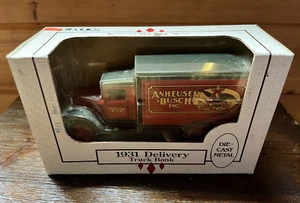 ANHEUSER
BUSCH
INC.
1931 Delivery
Truck Bank
DIE-
CAST
METAL